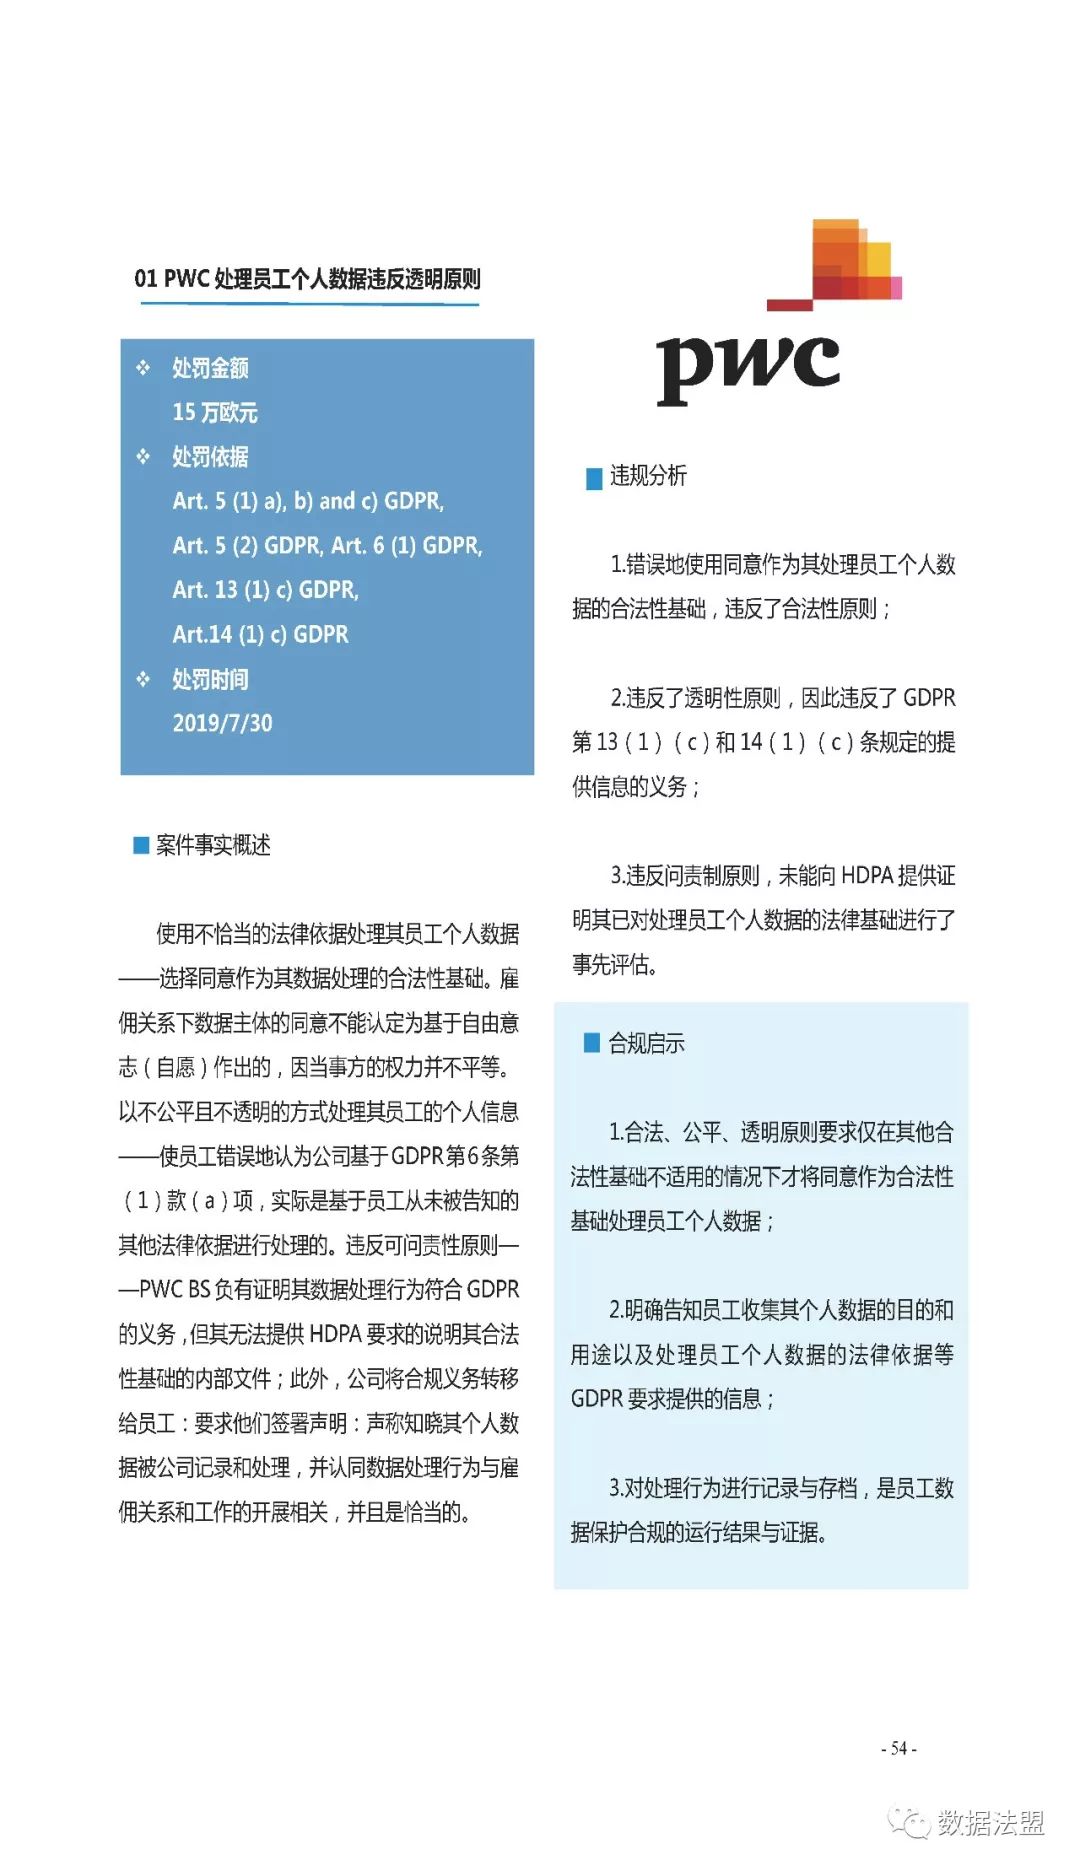 01 PWC 处理员工个人数据违反透明原则
❖ 处罚金额
15 万欧元
❖ 处罚依据
Art. 5 (1) a), b) and c) GDPR,
Art. 5 (2) GDPR, Art. 6 (1) GDPR,
Art. 13 (1) c) GDPR,
Art.14 (1) c) GDPR
❖ 处罚时间
2019/7/30
案件事实概述
使用不恰当的法律依据处理其员工个人数据
——选择同意作为其数据处理的合法性基础。雇
佣关系下数据主体的同意不能认定为基于自由意
志（自愿）作出的，因当事方的权力并不平等。
以不公平且不透明的方式处理其员工的个人信息
——使员工错误地认为公司基于GDPR第6条第
（1）款（a）项，实际是基于员工从未被告知的
其他法律依据进行处理的。违反可问责性原则—
—PWC BS 负有证明其数据处理行为符合 GDPR
的义务，但其无法提供 HDPA 要求的说明其合法
性基础的内部文件；此外，公司将合规义务转移
给员工：要求他们签署声明：声称知晓其个人数
据被公司记录和处理，并认同数据处理行为与雇
佣关系和工作的开展相关，并且是恰当的。
pwc
违规分析
1.错误地使用同意作为其处理员工个人数
据的合法性基础，违反了合法性原则；
2.违反了透明性原则，因此违反了 GDPR
第 13（1）（c）和 14（1）（c）条规定的提
供信息的义务；
3.违反问责制原则，未能向 HDPA 提供证
明其已对处理员工个人数据的法律基础进行了
事先评估。
合规启示
1.合法、公平、透明原则要求仅在其他合
法性基础不适用的情况下才将同意作为合法性
基础处理员工个人数据；
2.明确告知员工收集其个人数据的目的和
用途以及处理员工个人数据的法律依据等
GDPR 要求提供的信息；
3.对处理行为进行记录与存档，是员工数
据保护合规的运行结果与证据。
- 54 -
数据法盟